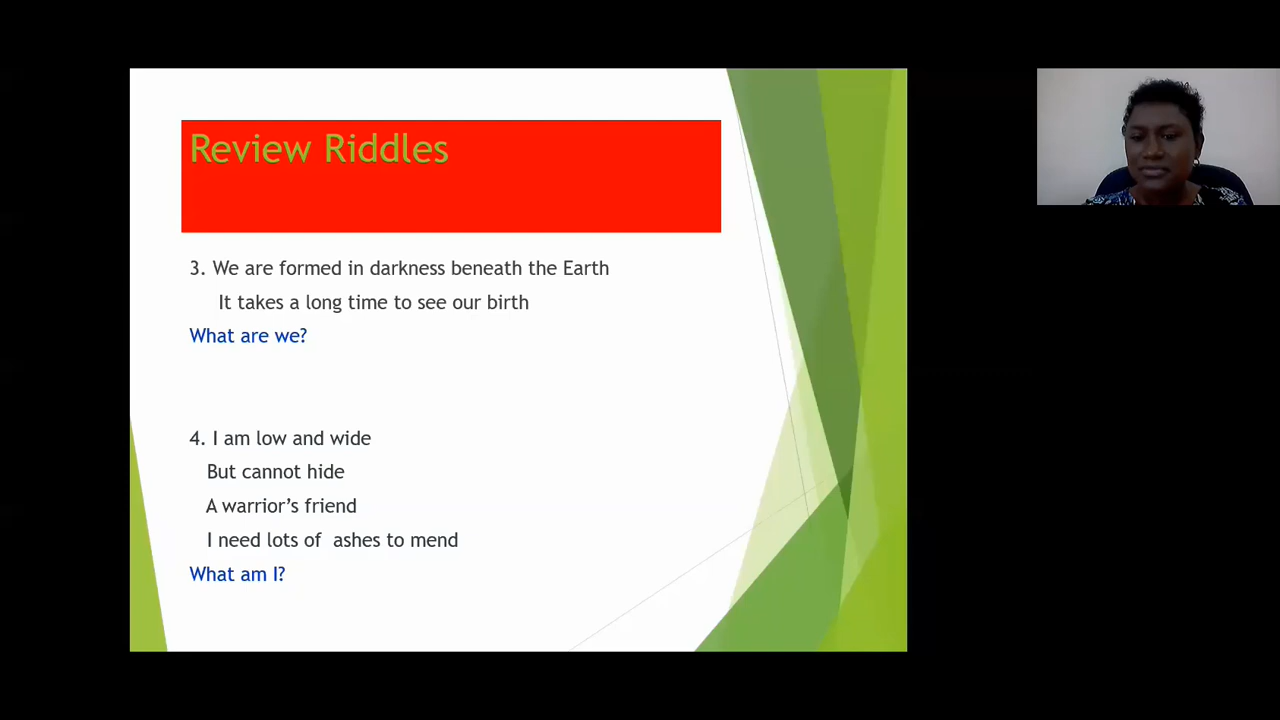 Review Riddles
3. We are formed in darkness beneath the Earth
It takes a long time to see our birth
What are we?
4. I am low and wide
But cannot hide
A warrior’s friend
I need lots of  ashes to mend
What am I?